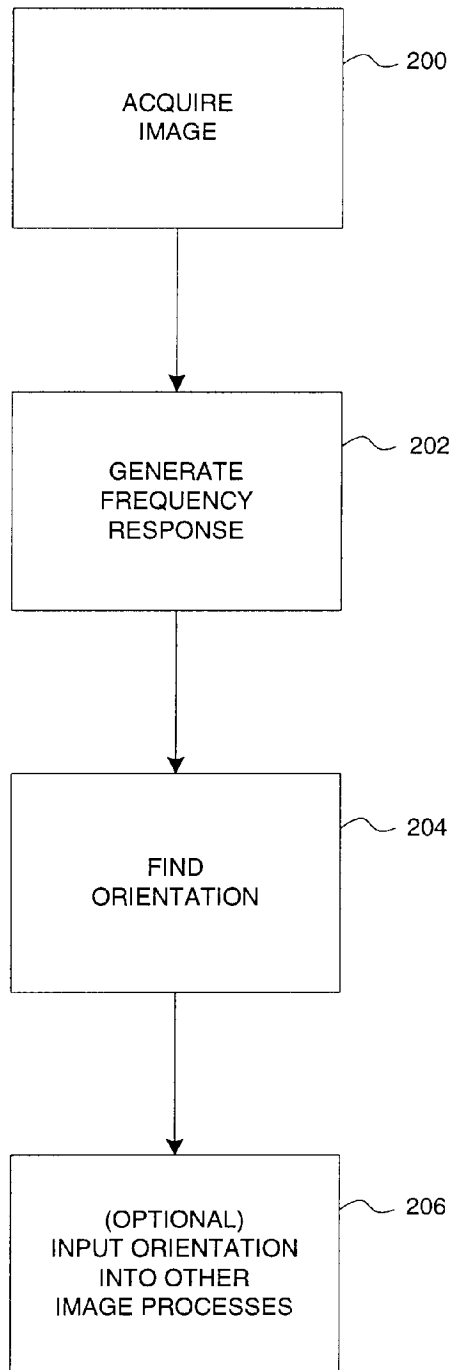 200
ACQUIRE
IMAGE
202
GENERATE
FREQUENCY
RESPONSE
204
FIND
ORIENTATION
206
(OPTIONAL)
INPUT ORIENTATION
INTO OTHER
IMAGE PROCESSES